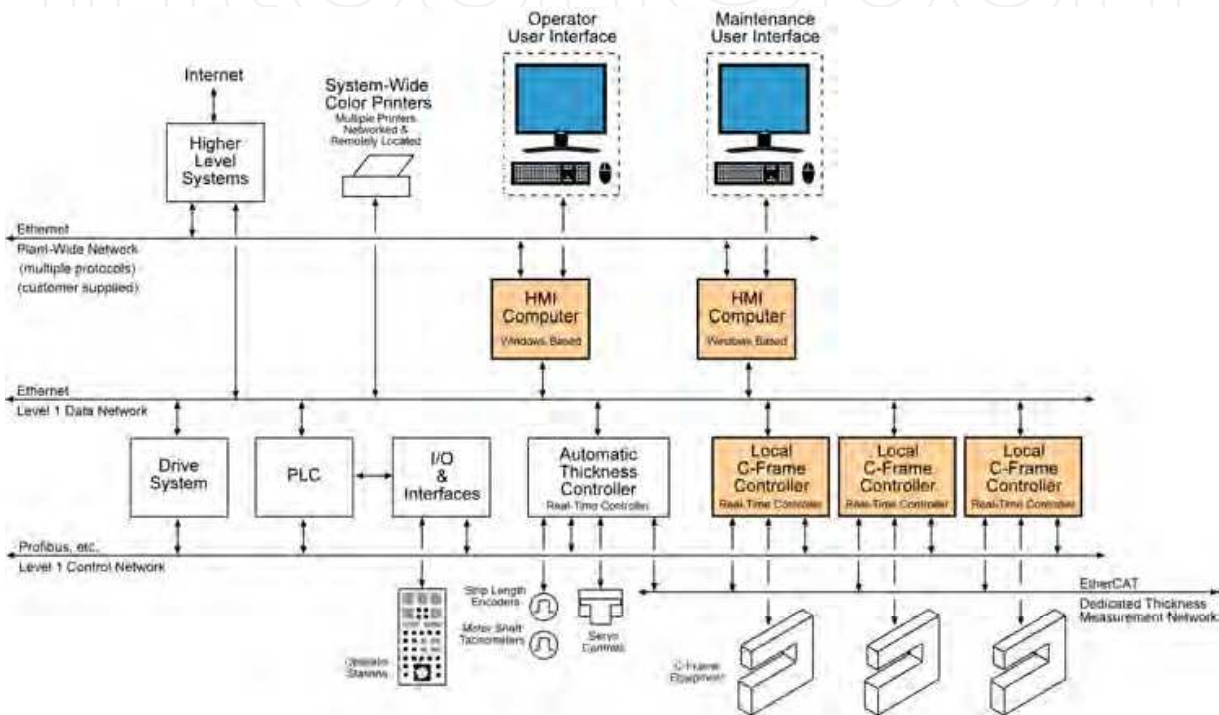 Operator
User Interface
Maintenance
User Interface
Internet
System-Wide
Color Printers
Multiple Printers
Networked &
Remotely Located
Higher
Level
Systems
Ethernet
Plant-Wide Network
(multiple protocols)
(customer supplied)
HMI
Computer
Windows Based
HMI
Computer
Windows Based
Ethernet
Level 1 Data Network
Drive
System
PLC
I/O
&
Interfaces
Automatic
Thickness
Controller
Real-Time Controller
Local
C-Frame
Controller
Real-Time Controller
Local
C-Frame
Controller
Real-Time Controller
Local
C-Frame
Controller
Real-Time Controller
Profibus, etc.
Level 1 Control Network
EtherCAT
Dedicated Thickness
Measurement Network
Strip Length
Encoders
Motor Shaft
Tachometers
Servo
Controls
Operator
Stations
C-Frame
Equipment